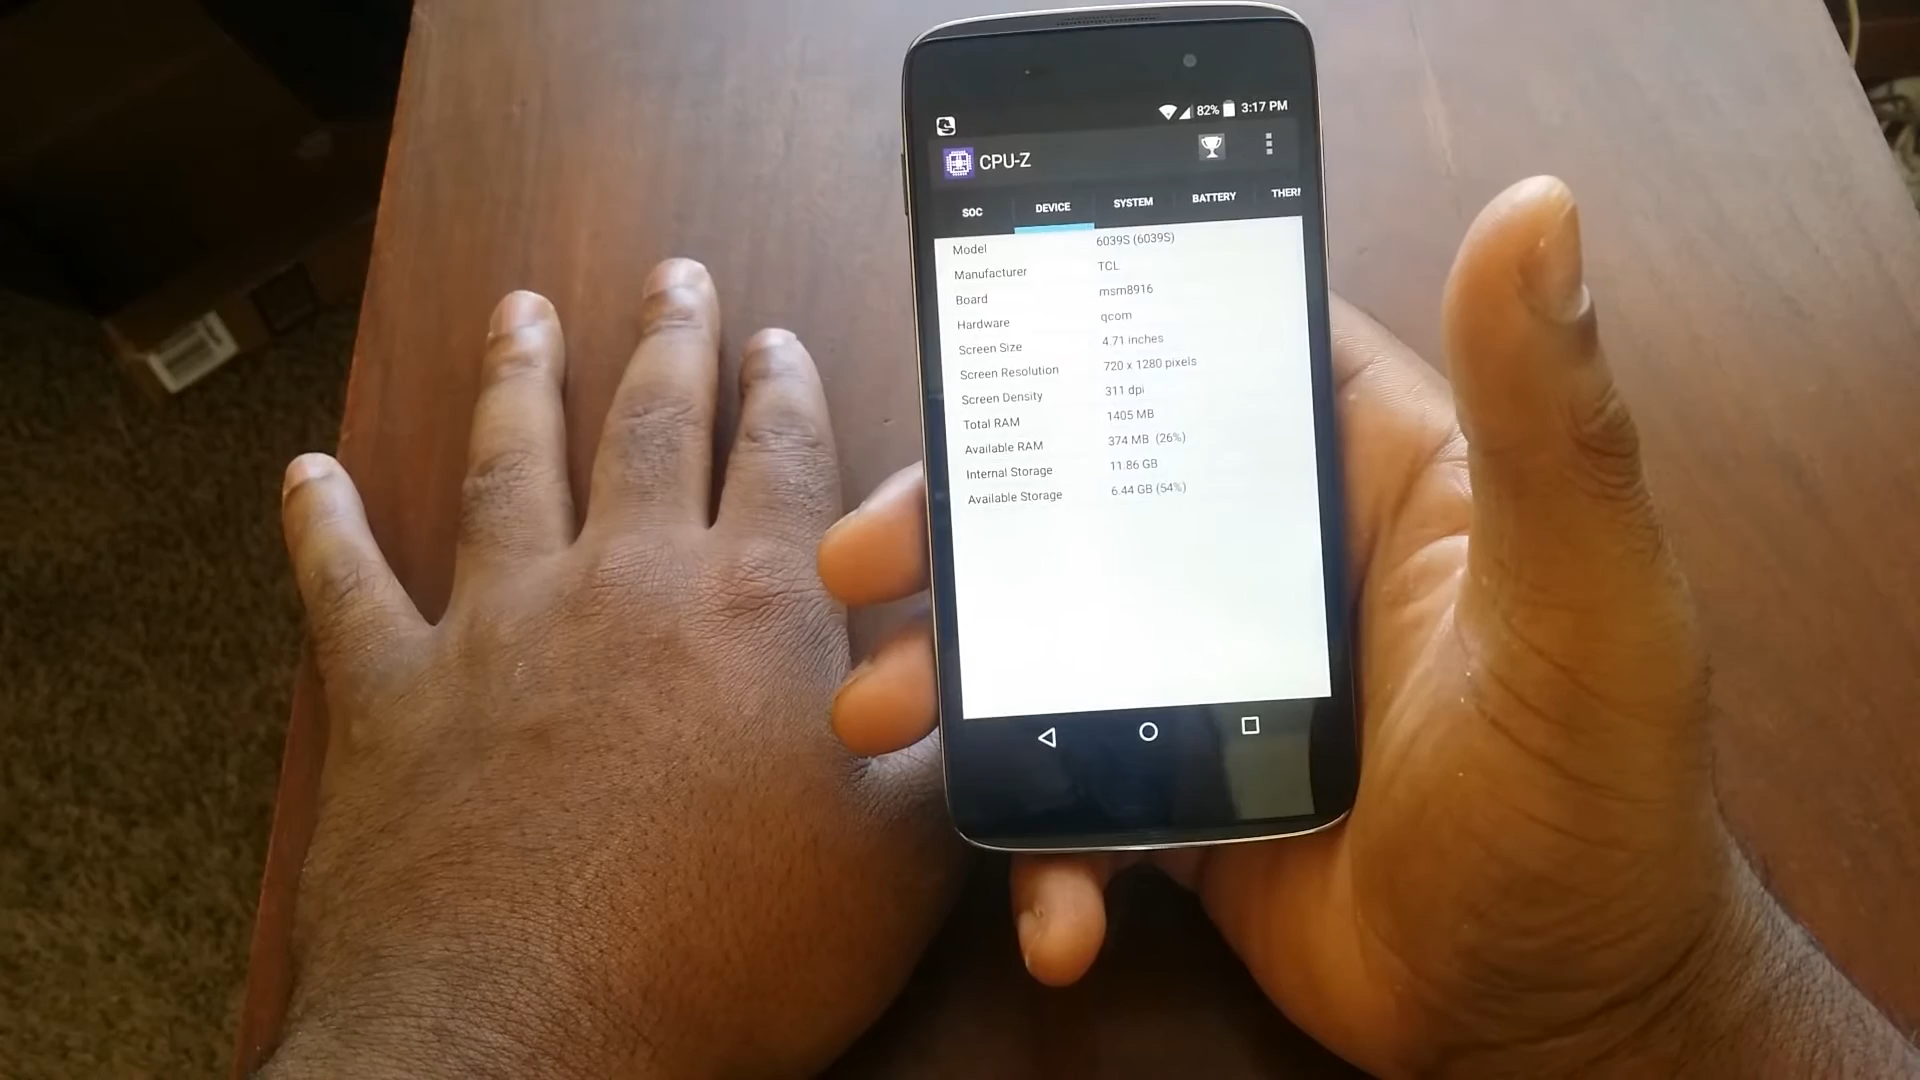 82% 3:17 PM
CPU-Z
SOC DEVICE SYSTEM BATTERY THER
Model 6039S (6039S)
Manufacturer TCL
Board msm8916
Hardware qcom
Screen Size 4.71 inches
Screen Resolution 720 x 1280 pixels
Screen Density 311 dpi
Total RAM 1405 MB
Available RAM 374 MB (26%)
Internal Storage 11.86 GB
Available Storage 6.44 GB (54%)